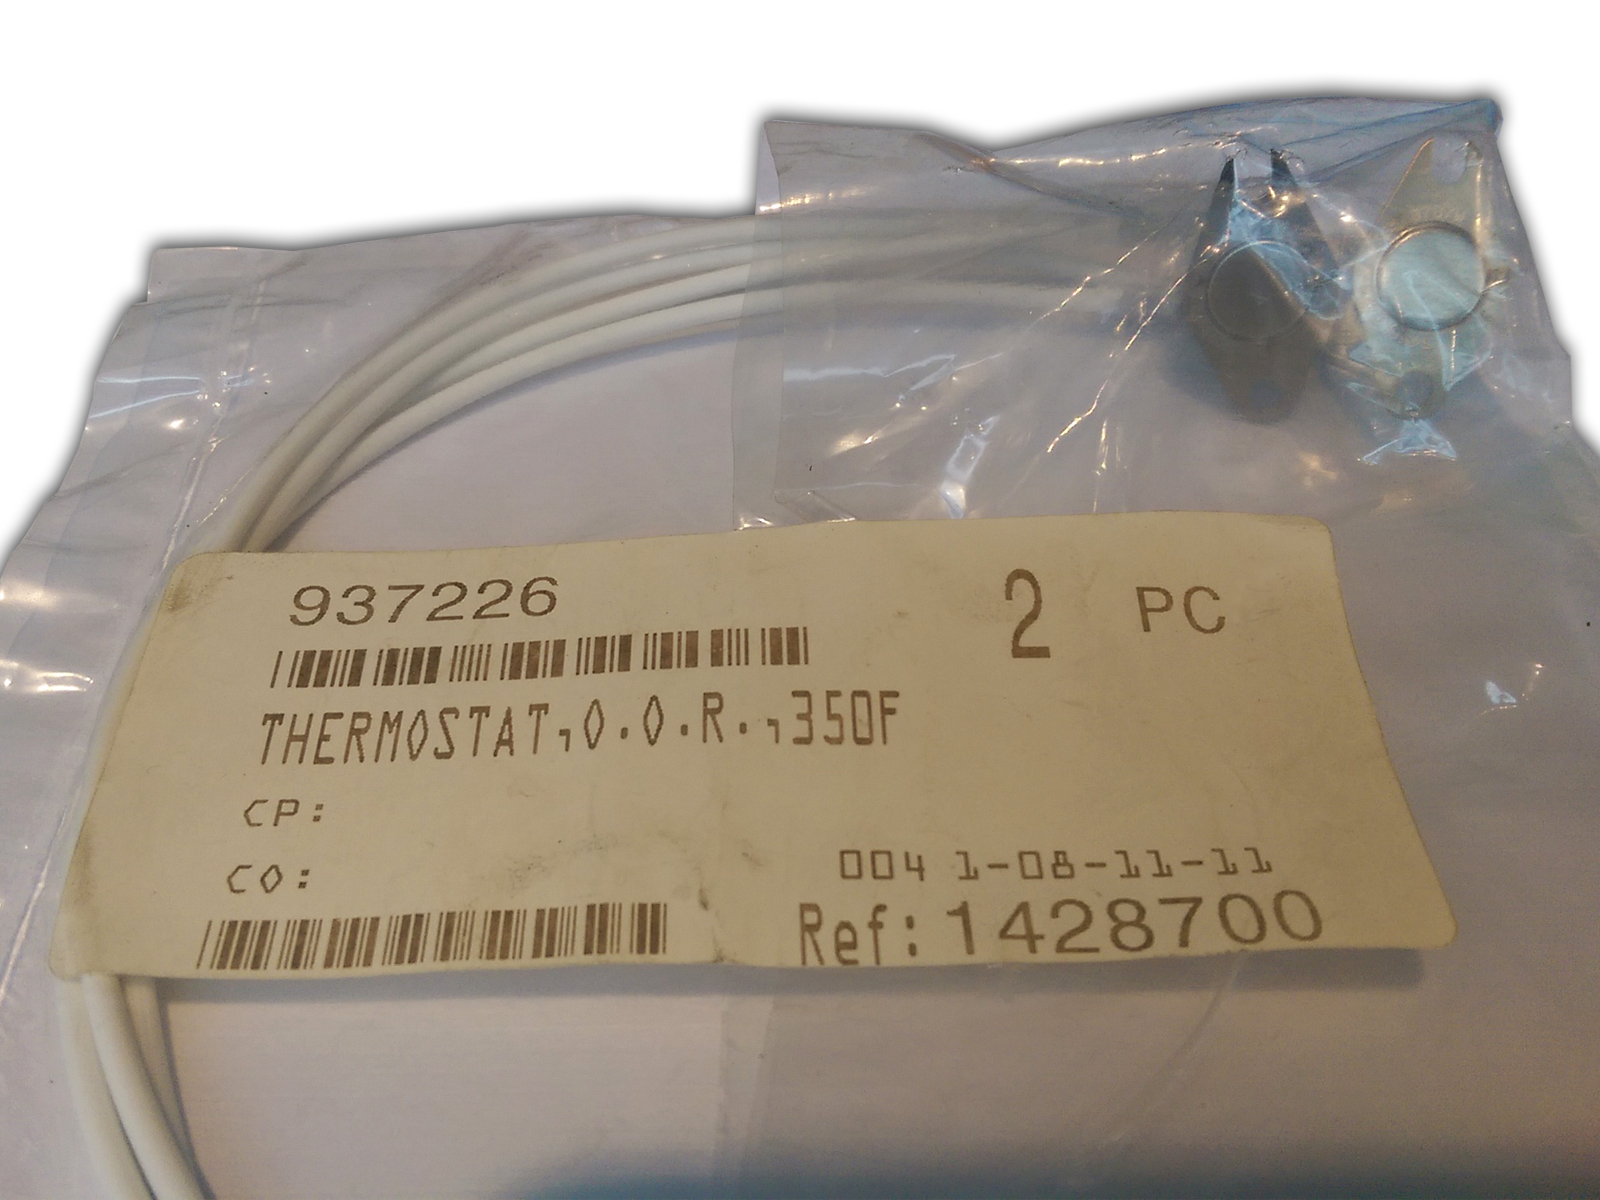 937226
2 PC
THERMOSTAT,O.O.R.,350F
CP:
CO:
004 1-08-11-11
Ref:1428700